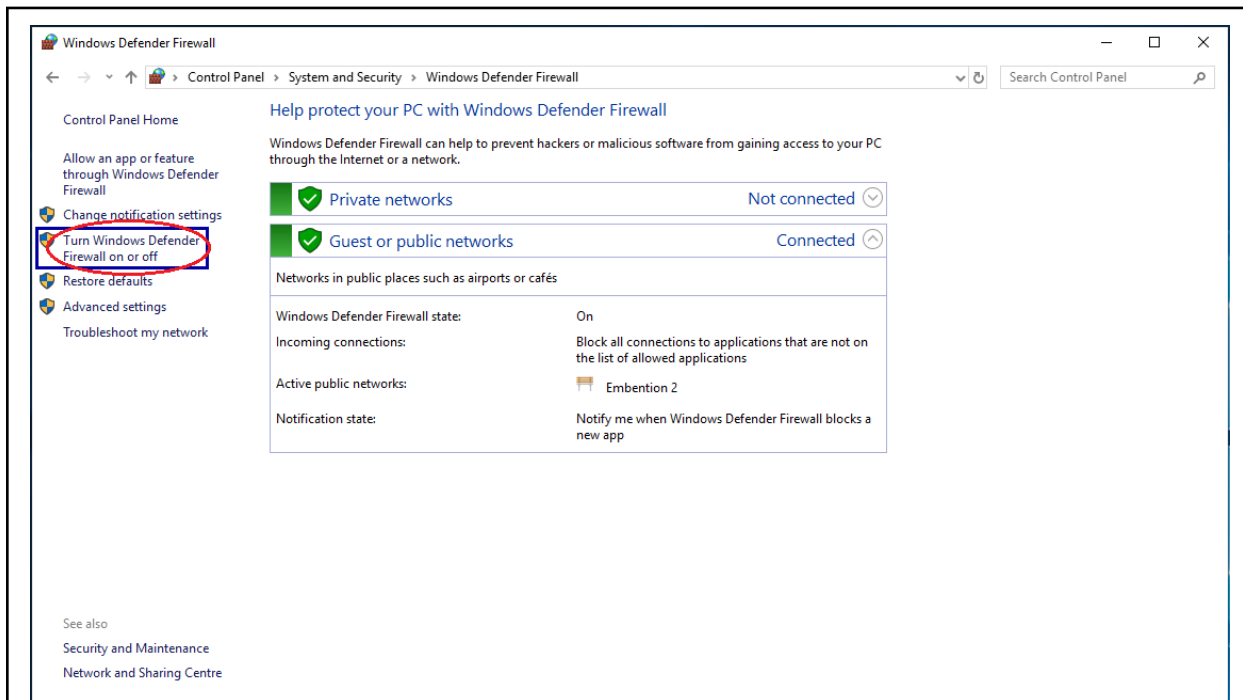 Windows Defender Firewall
Control Panel > System and Security > Windows Defender Firewall
Search Control Panel
Control Panel Home
Allow an app or feature
through Windows Defender
Firewall
Change notification settings
Turn Windows Defender
Firewall on or off
Restore defaults
Advanced settings
Troubleshoot my network
Help protect your PC with Windows Defender Firewall
Windows Defender Firewall can help to prevent hackers or malicious software from gaining access to your PC
through the Internet or a network.
Private networks Not connected
Guest or public networks Connected
Networks in public places such as airports or cafés
Windows Defender Firewall state: On
Incoming connections: Block all connections to applications that are not on
the list of allowed applications
Active public networks: Embention 2
Notification state: Notify me when Windows Defender Firewall blocks a
new app
See also
Security and Maintenance
Network and Sharing Centre